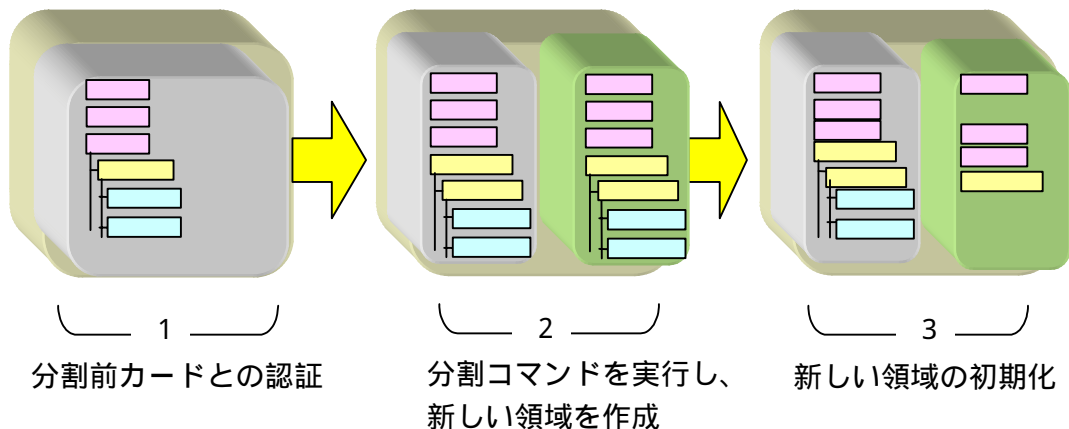 1
分割前カードとの認証
2
分割コマンドを実行し、
新しい領域を作成
3
新しい領域の初期化